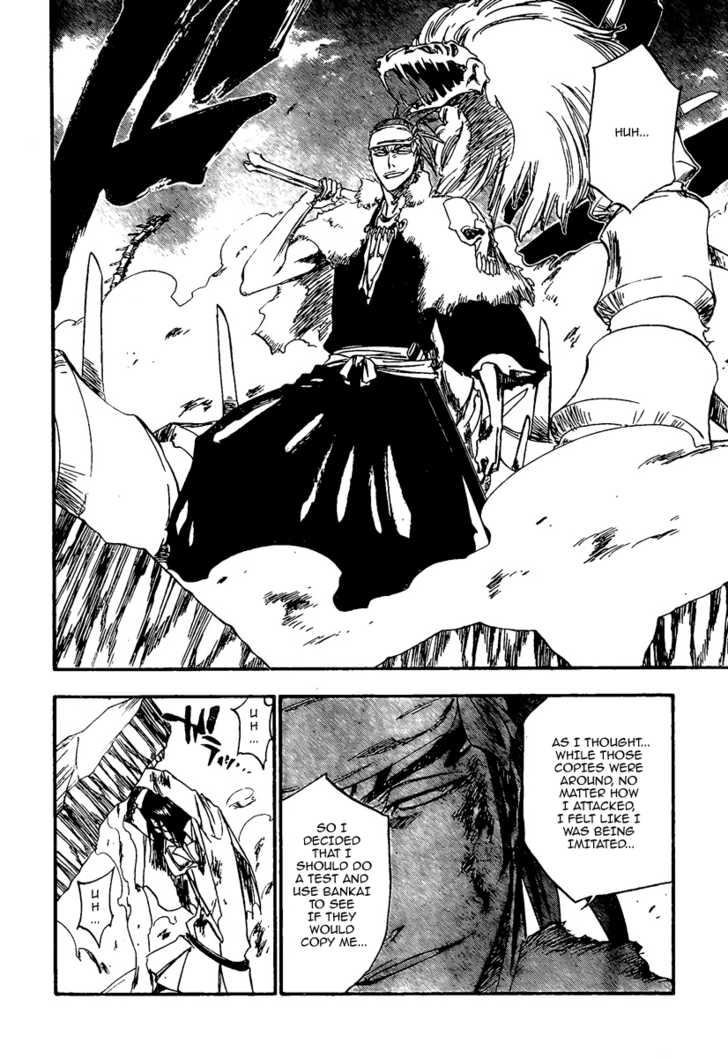 HUH...
AS I THOUGHT...
WHILE THOSE
COPIES WERE
AROUND, NO
MATTER HOW
I ATTACKED,
I FELT LIKE I
WAS BEING
IMITATED...
SO I
DECIDED
THAT I
SHOULD DO
A TEST AND
USE BANKAI
TO SEE
IF THEY
WOULD
COPY ME...
UH...
UH...